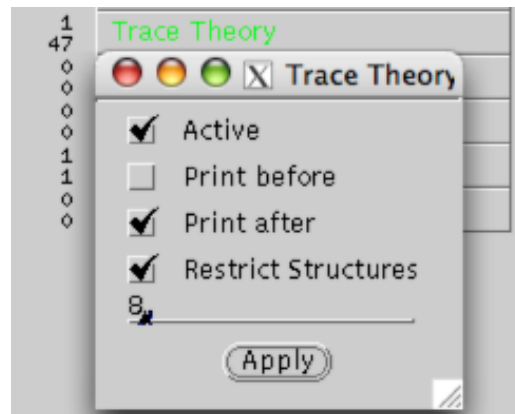 1
47
Trace Theory
0
0
X Trace Theory
0
0
1
1
0
0
Active
Print before
Print after
Restrict Structures
8
Apply